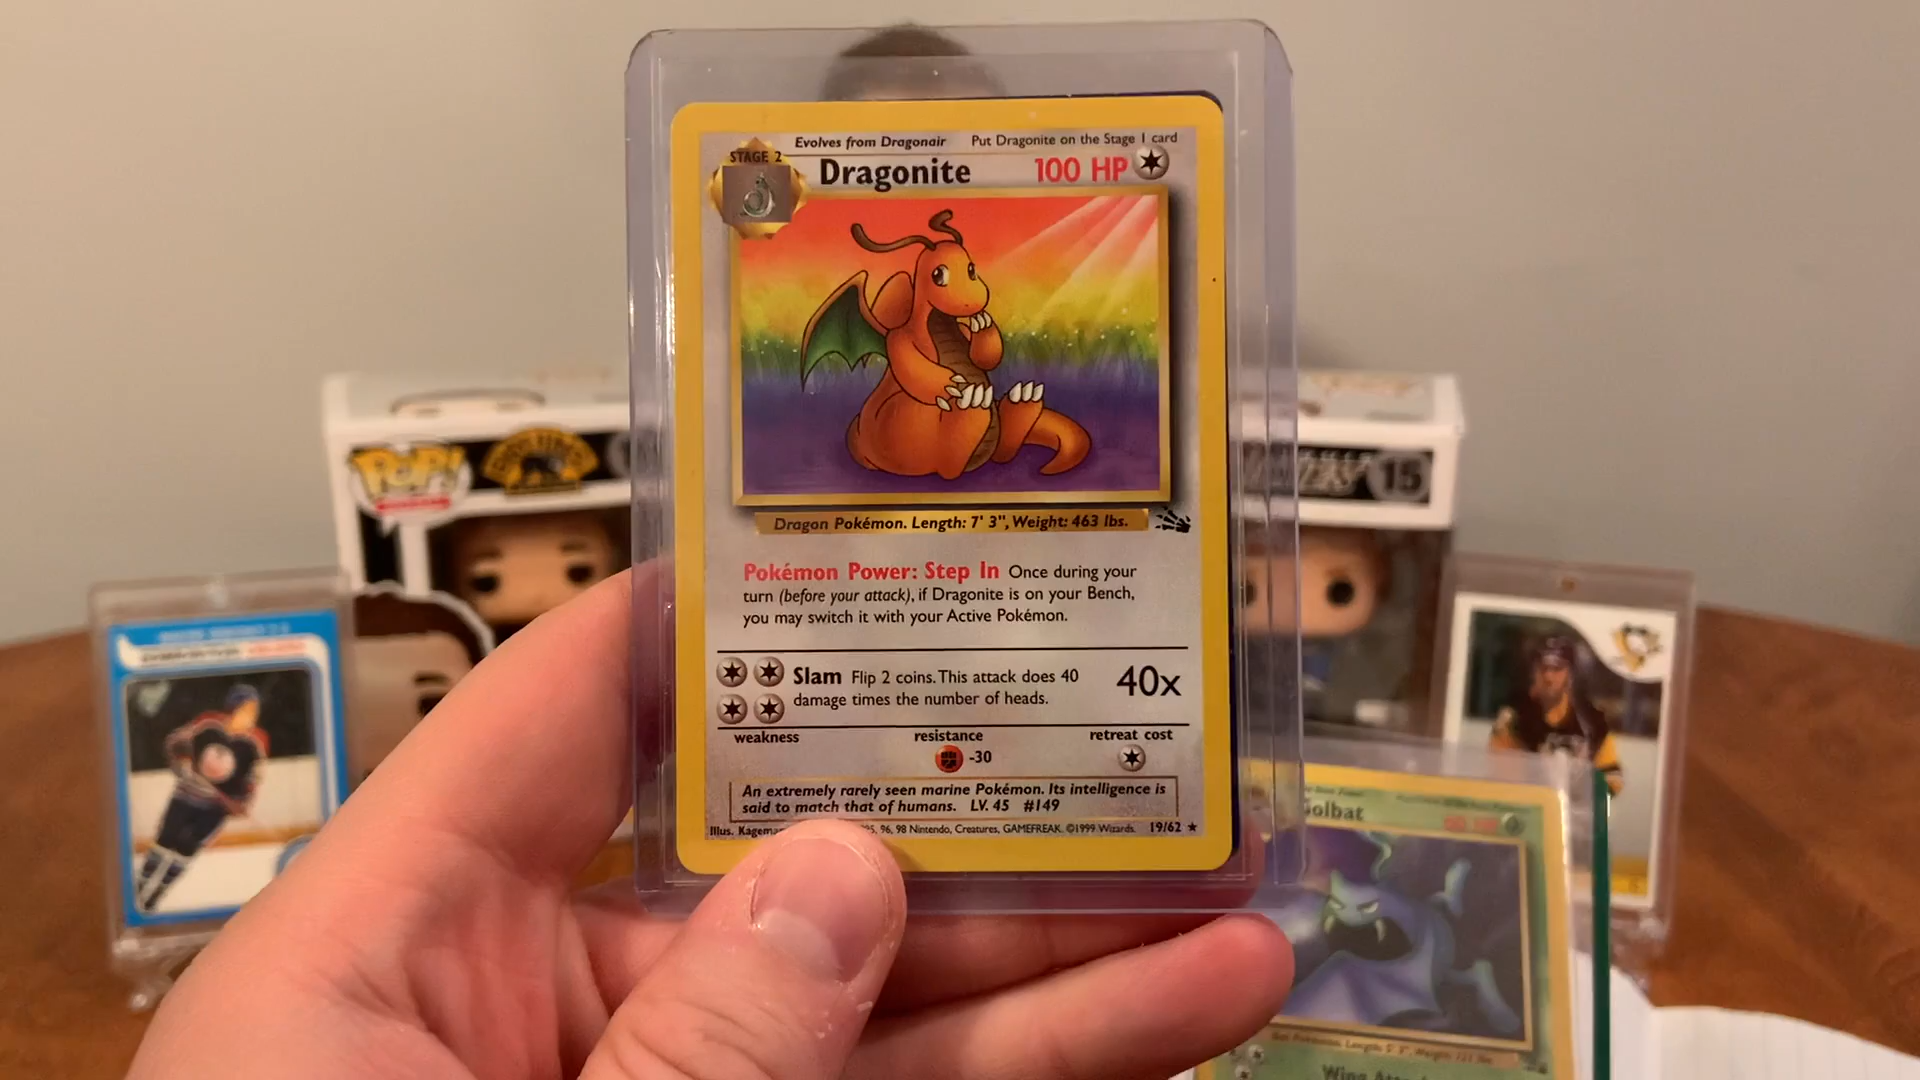 Evolves from Dragonair Put Dragonite on the Stage 1 card
STAGE 2
Dragonite 100 HP
Dragon Pokémon. Length: 7' 3", Weight: 463 lbs.
Pokémon Power: Step In Once during your
turn (before your attack), if Dragonite is on your Bench,
you may switch it with your Active Pokémon.
Slam Flip 2 coins. This attack does 40
damage times the number of heads.
40x
weakness resistance retreat cost
-30
An extremely rarely seen marine Pokémon. Its intelligence is
said to match that of humans. LV. 45 #149
Illus. 96, 98 Nintendo, Creatures, GAMEFREAK. ©1999 Wizards. 19/62
POP!
15
Golbat
Wing